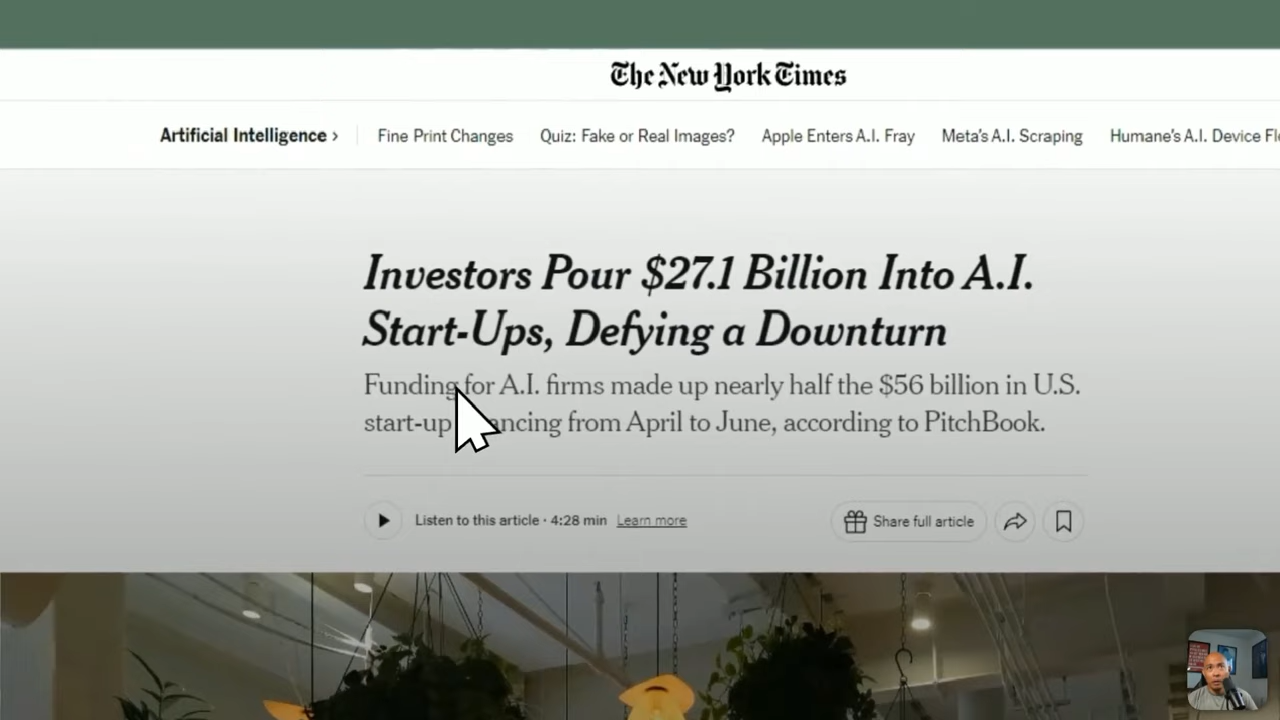 The New York Times
Artificial Intelligence › Fine Print Changes Quiz: Fake or Real Images? Apple Enters A.I. Fray Meta's A.I. Scraping Humane's A.I. Device
Investors Pour $27.1 Billion Into A.I.
Start-Ups, Defying a Downturn
Funding for A.I. firms made up nearly half the $56 billion in U.S.
start-up from April to June, according to PitchBook.
Listen to this article · 4:28 min Learn more Share full article